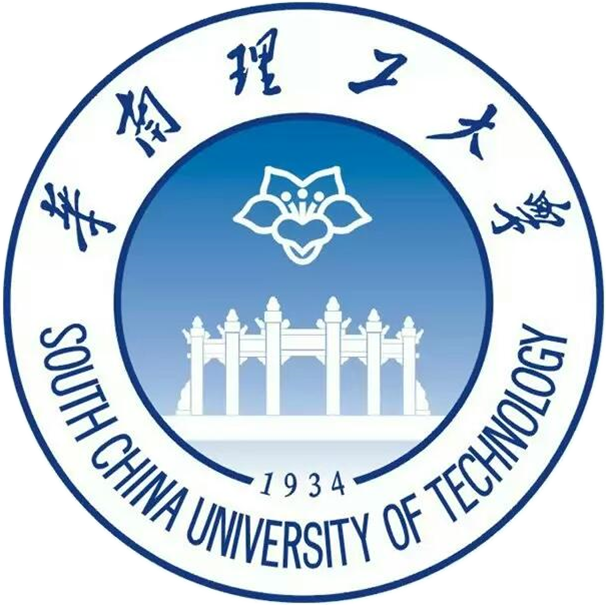 华南理工大学
1934
SOUTH CHINA UNIVERSITY OF TECHNOLOGY